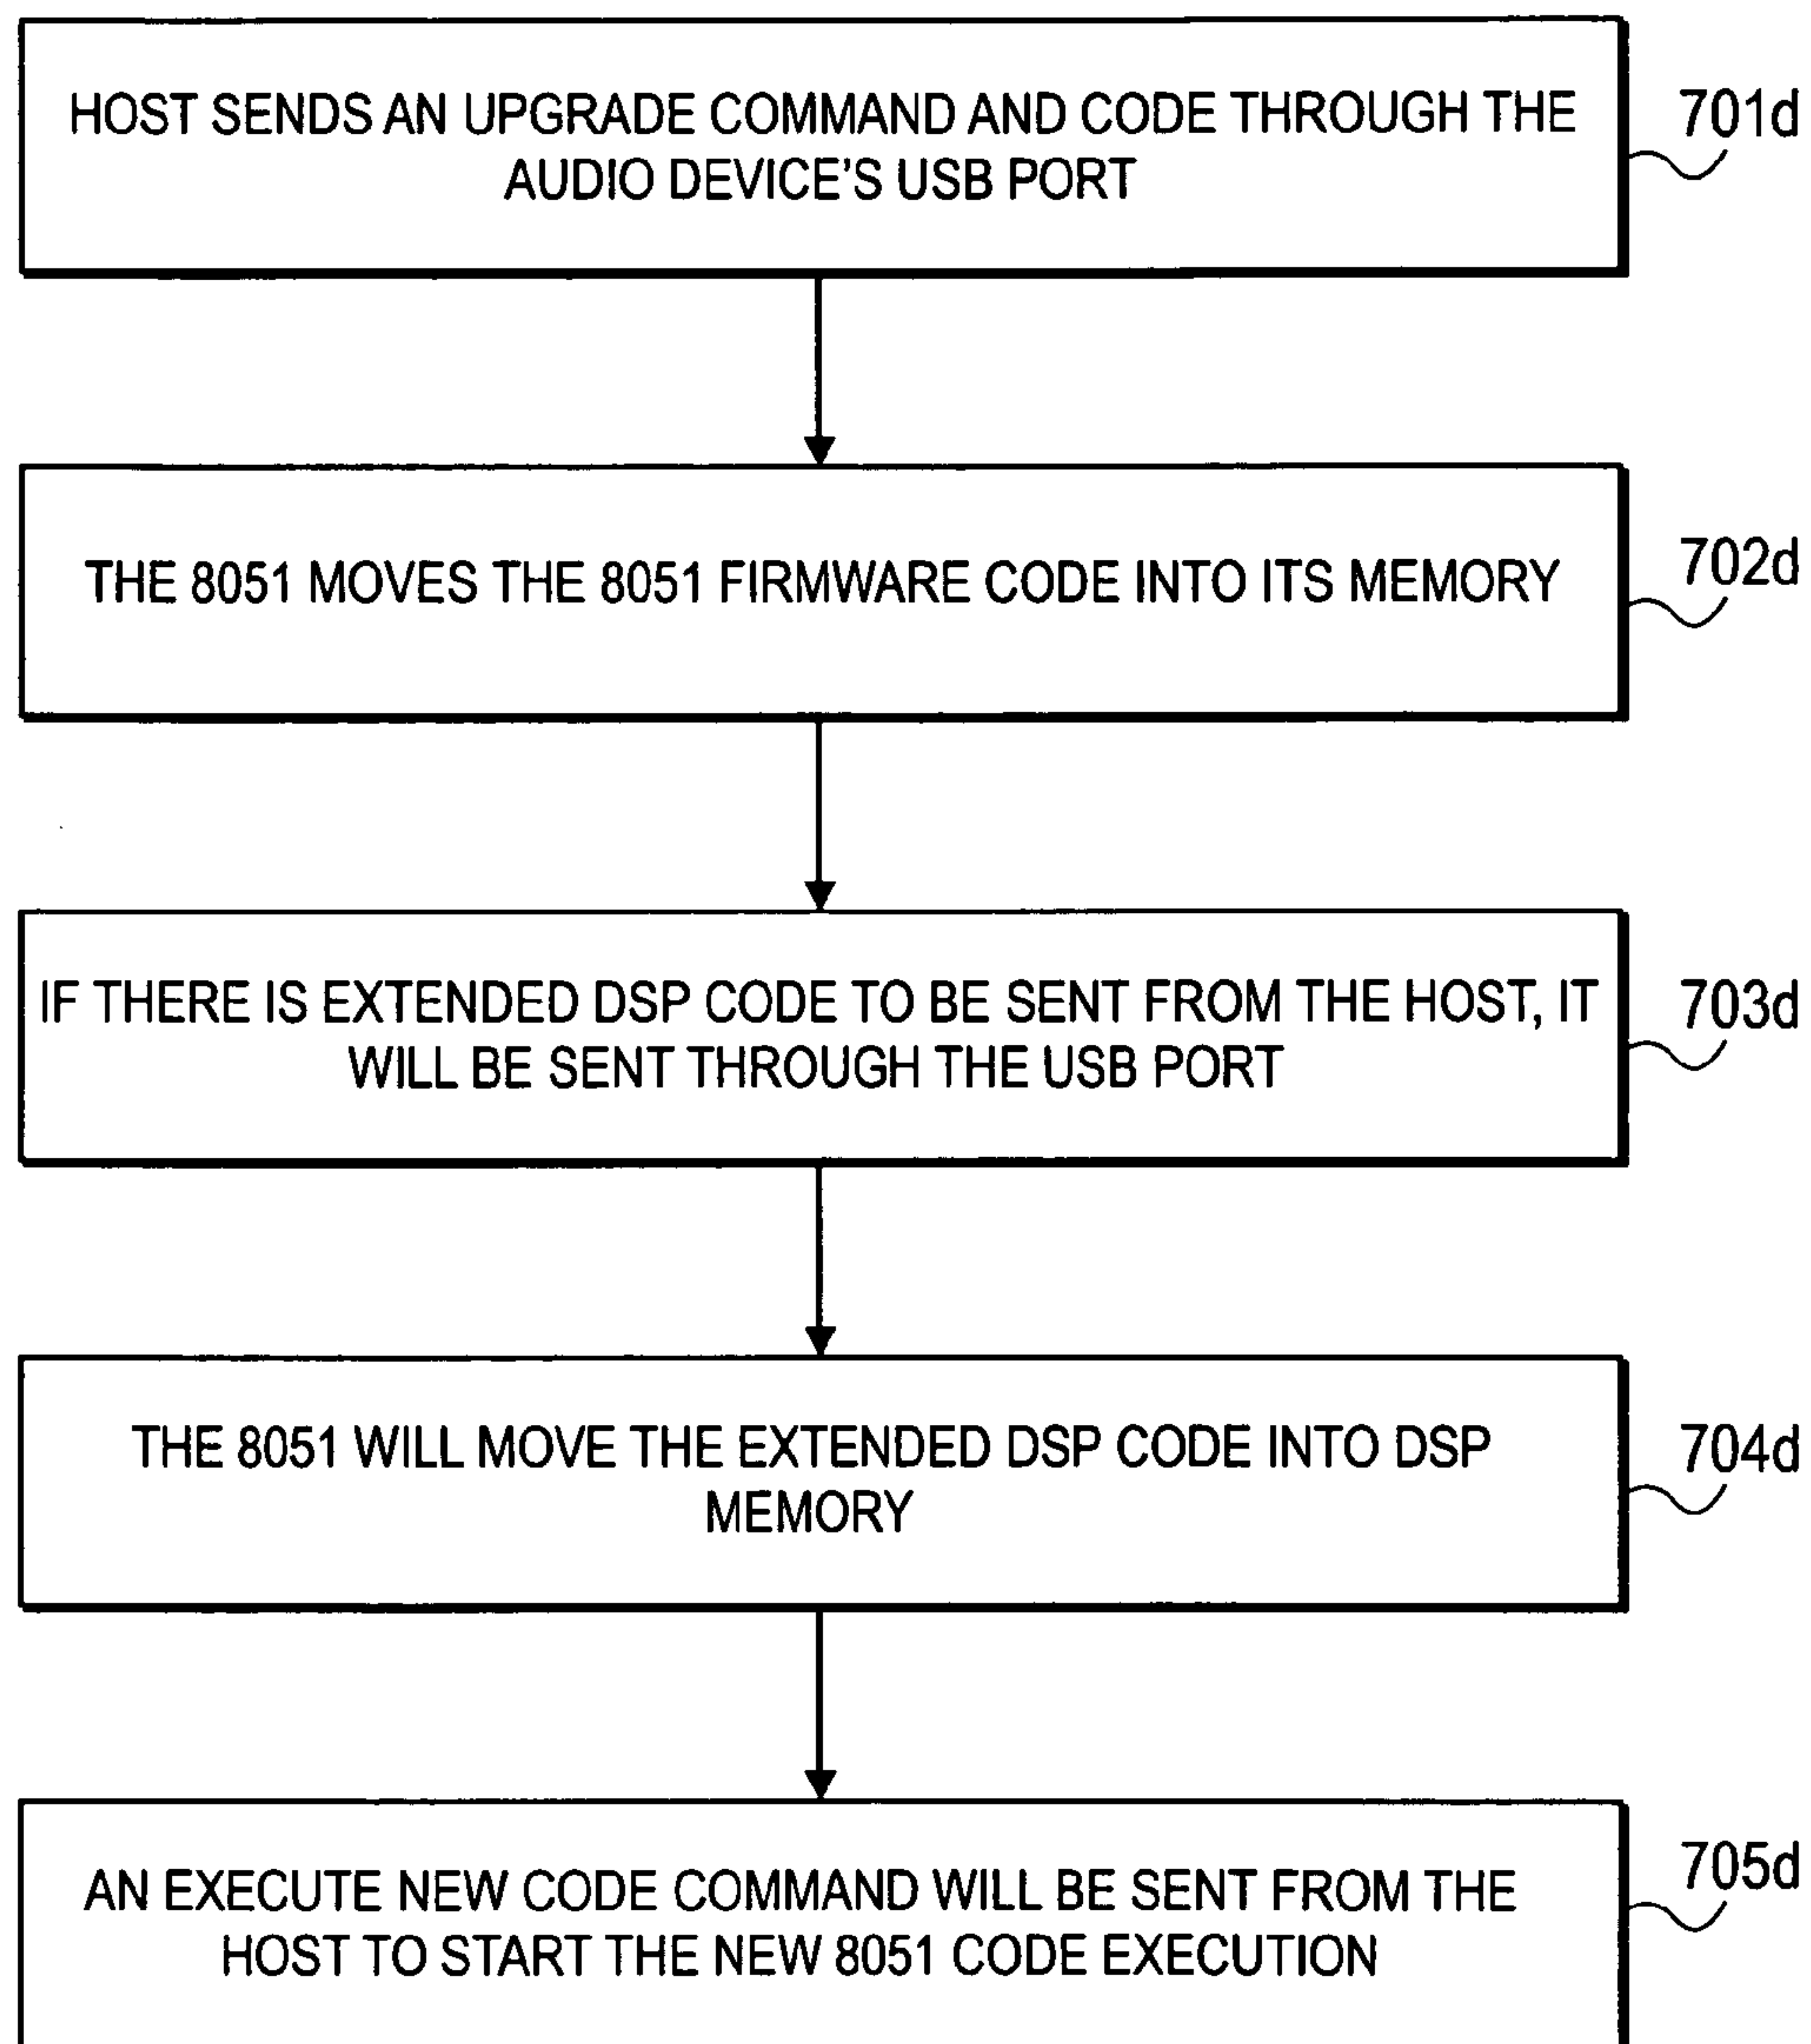 HOST SENDS AN UPGRADE COMMAND AND CODE THROUGH THE
AUDIO DEVICE'S USB PORT
701d
THE 8051 MOVES THE 8051 FIRMWARE CODE INTO ITS MEMORY
702d
IF THERE IS EXTENDED DSP CODE TO BE SENT FROM THE HOST, IT
WILL BE SENT THROUGH THE USB PORT
703d
THE 8051 WILL MOVE THE EXTENDED DSP CODE INTO DSP
MEMORY
704d
AN EXECUTE NEW CODE COMMAND WILL BE SENT FROM THE
HOST TO START THE NEW 8051 CODE EXECUTION
705d